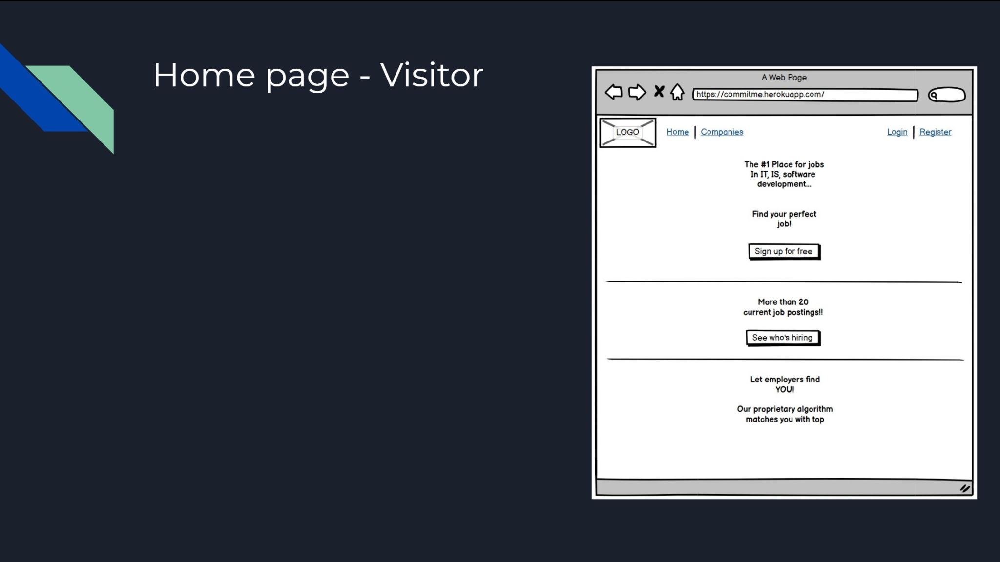 Home page - Visitor
A Web Page
https://commitme.herokuapp.com/
LOGO
Home | Companies
Login | Register
The #1 Place for jobs
In IT, IS, software
development...
Find your perfect
job!
Sign up for free
More than 20
current job postings!!
See who's hiring
Let employers find
YOU!
Our proprietary algorithm
matches you with top